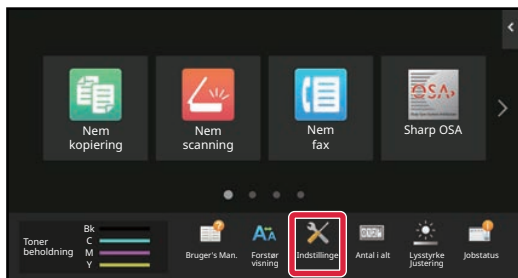 Nem
kopiering
Nem
scanning
Nem
fax
OSA
Sharp OSA
Toner
beholdning
Bk
C
M
Y
Bruger's Man.
Forstør
visning
Indstillinge
Antal i alt
Lysstyrke
Justering
Jobstatus